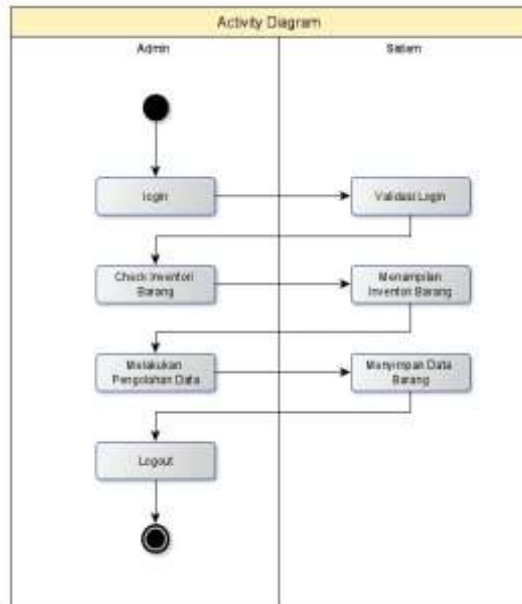 Activity Diagram
Admin
Sistem
login
Validasi Login
Check Inventori
Barang
Menampilan
Inventori Barang
Melakukan
Pengolahan Data
Menyimpan Data
Barang
Logout